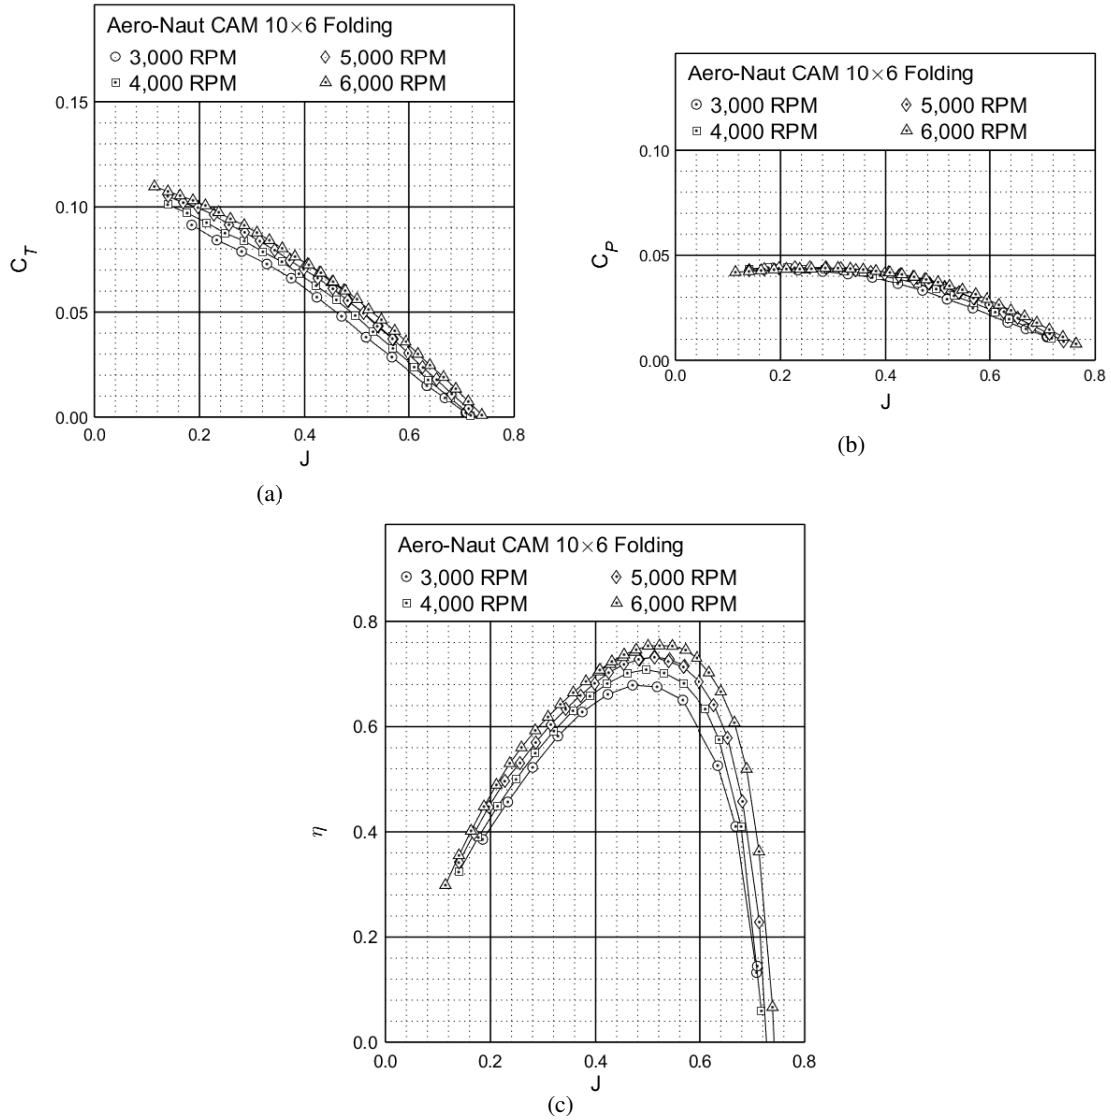 Aero-Naut CAM 10×6 Folding
3,000 RPM 5,000 RPM
4,000 RPM 6,000 RPM
0.15
0.10
0.05
0.00
C_T
0.0 0.2 0.4 0.6 0.8
J
(a)
Aero-Naut CAM 10×6 Folding
3,000 RPM 5,000 RPM
4,000 RPM 6,000 RPM
0.10
0.05
0.00
C_P
0.0 0.2 0.4 0.6 0.8
J
(b)
Aero-Naut CAM 10×6 Folding
3,000 RPM 5,000 RPM
4,000 RPM 6,000 RPM
0.8
0.6
0.4
0.2
0.0
η
0.0 0.2 0.4 0.6 0.8
J
(c)